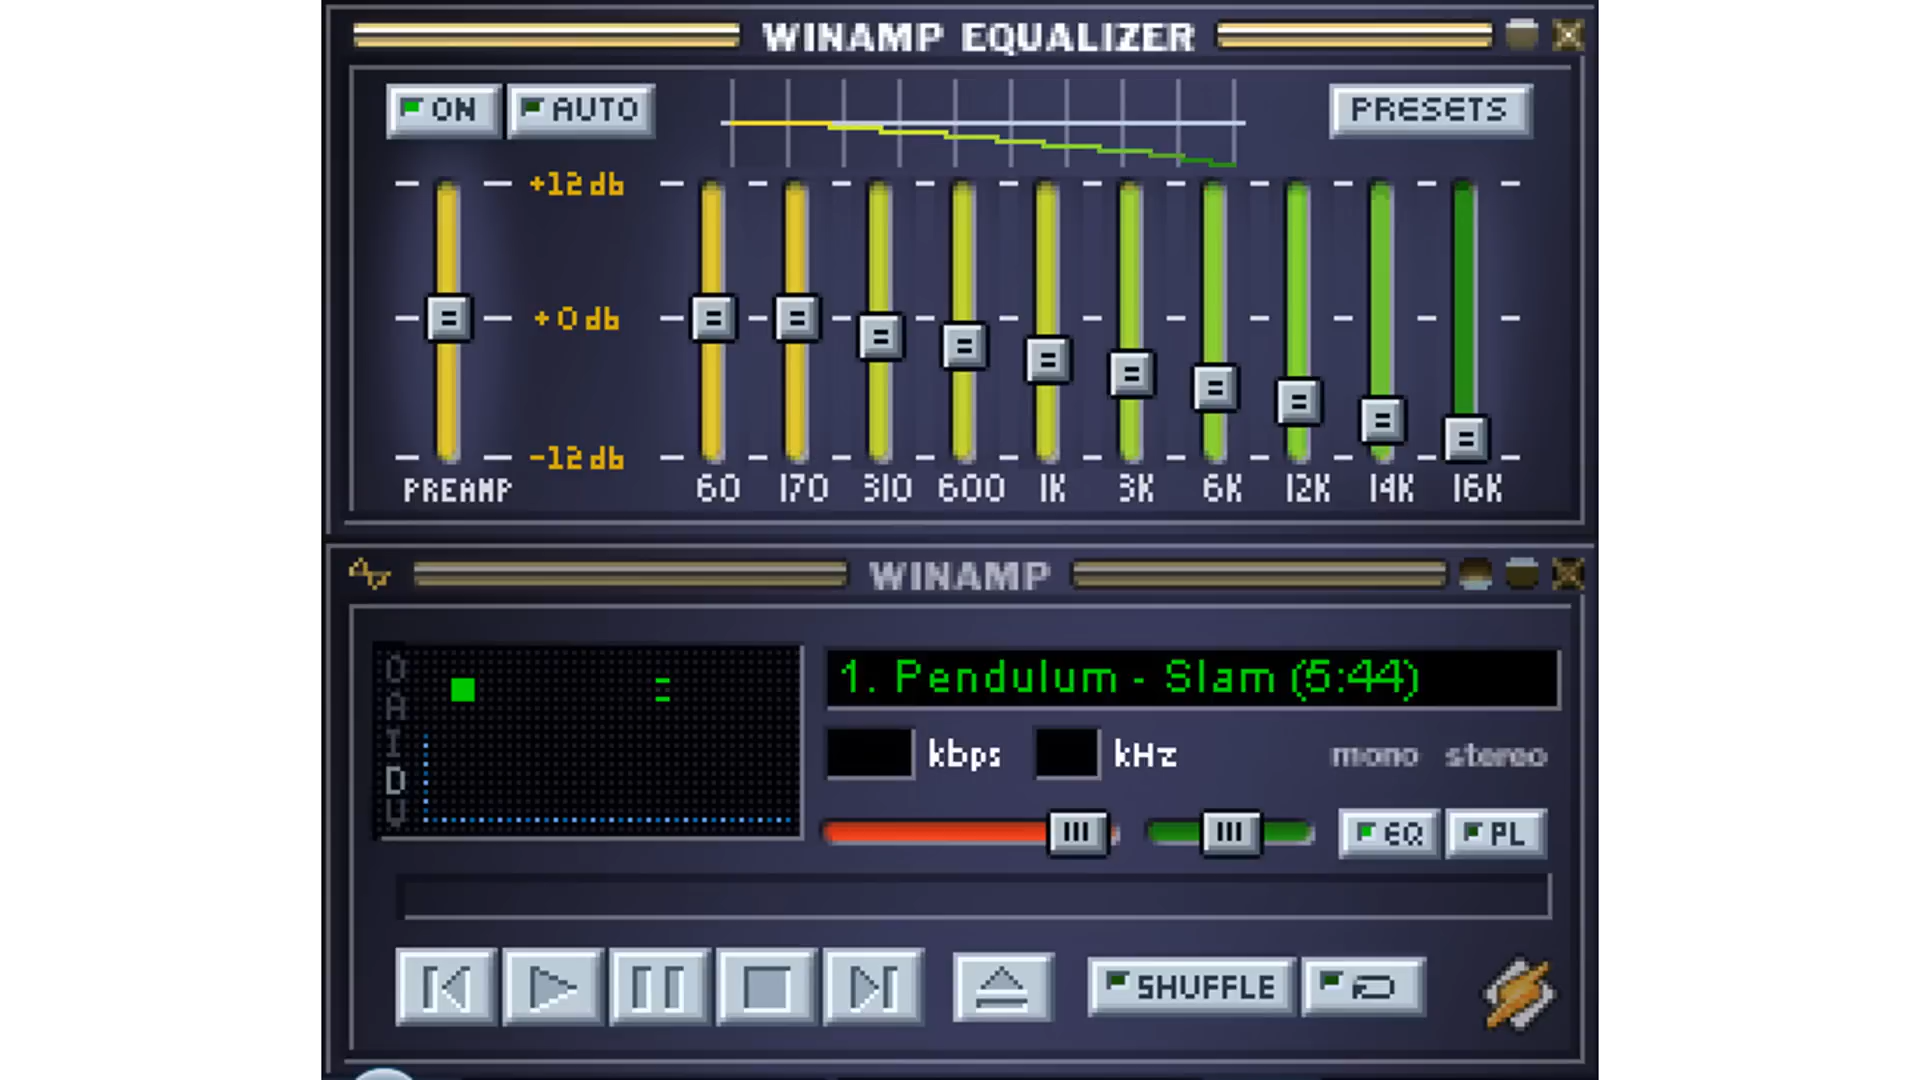 WINAMP EQUALIZER
ON AUTO PRESETS
+12 db
+0 db
-12 db
PREAMP 60 170 310 600 1K 3K 6K 12K 14K 16K
WINAMP
O
A
I
D
V
1. Pendulum - Slam (5:44)
kbps kHz mono stereo
EQ PL
SHUFFLE